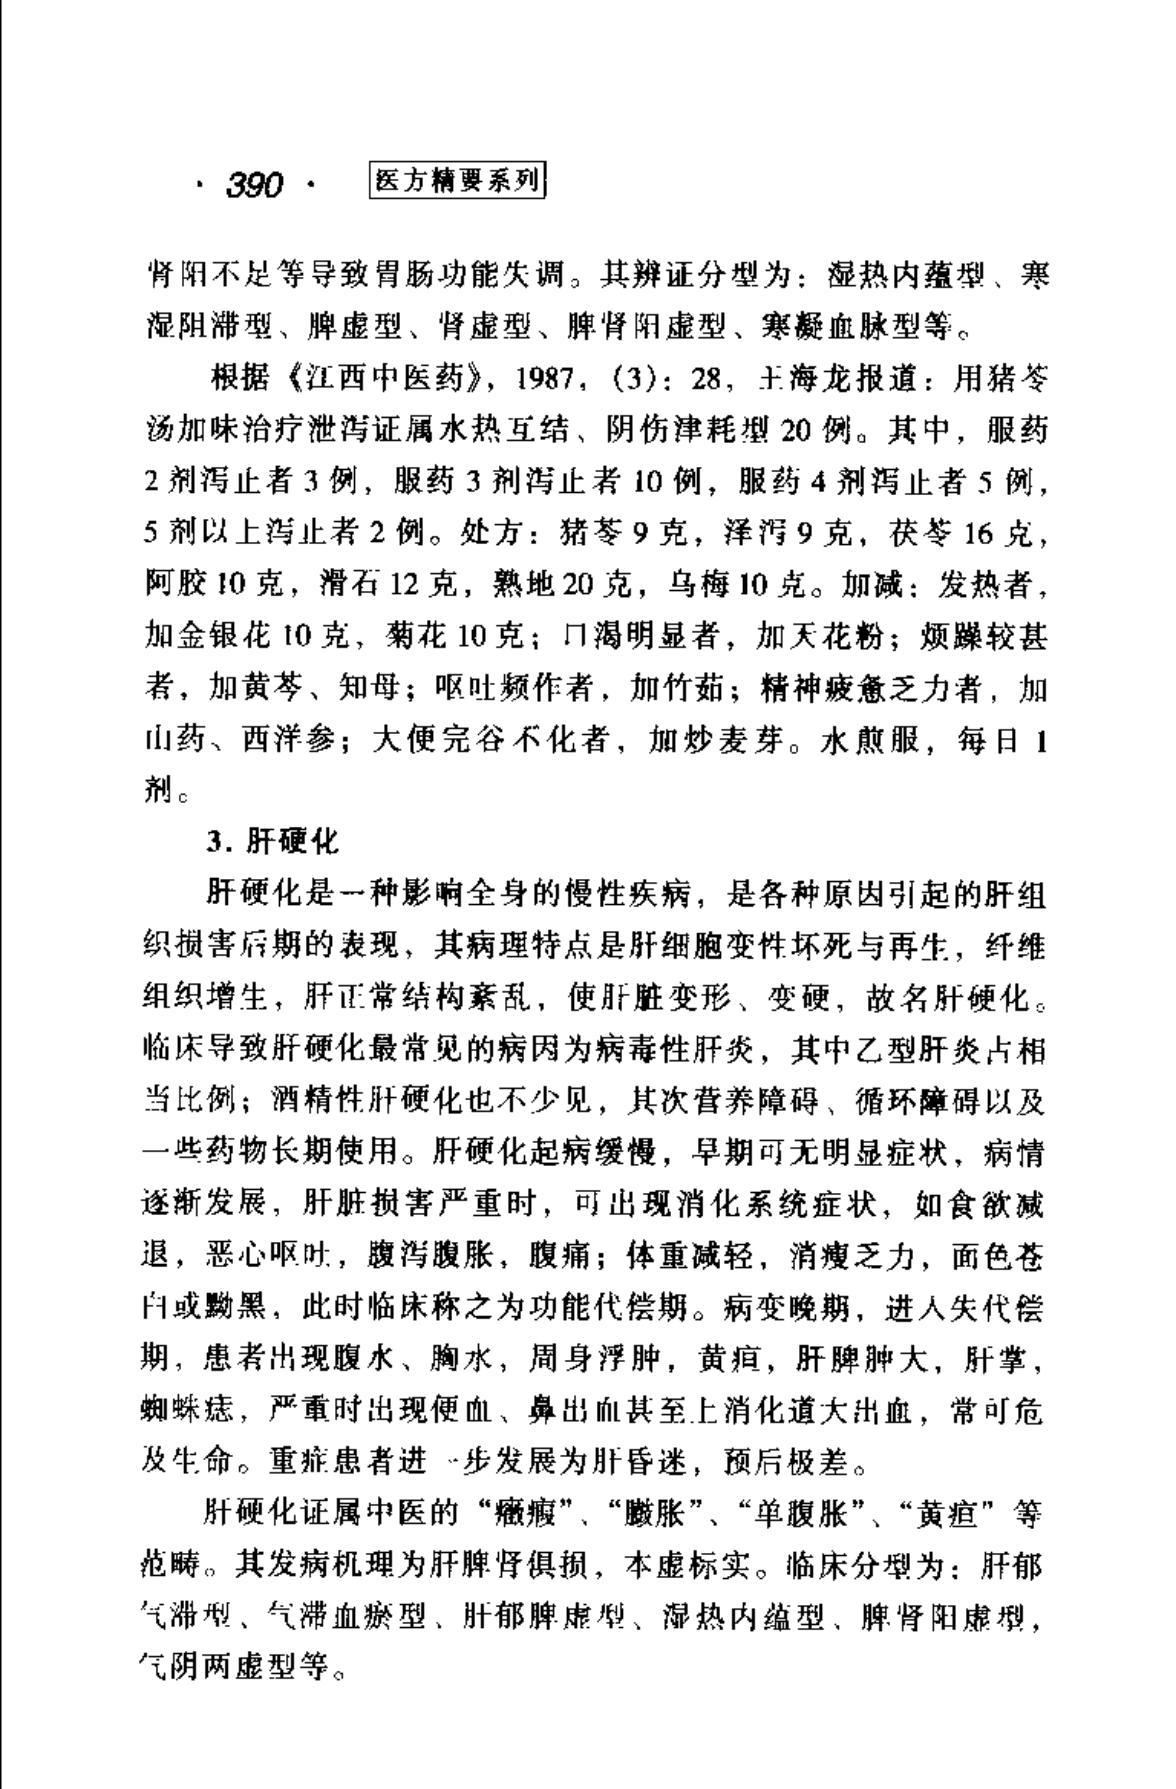 · 390 · 医方精要系列
肾阳不足等导致胃肠功能失调。其辨证分型为：湿热内蕴型、寒
湿阻滞型、脾虚型、肾虚型、脾肾阳虚型、寒凝血脉型等。
根据《江西中医药》，1987，（3）：28，王海龙报道：用猪苓
汤加味治疗泄泻证属水热互结、阴伤津耗型 20 例。其中，服药
2 剂泻止者 3 例，服药 3 剂泻止者 10 例，服药 4 剂泻止者 5 例，
5 剂以上泻止者 2 例。处方：猪苓 9 克，泽泻 9 克，茯苓 16 克，
阿胶 10 克，滑石 12 克，熟地 20 克，乌梅 10 克。加减：发热者，
加金银花 10 克，菊花 10 克；口渴明显者，加天花粉；烦躁较甚
者，加黄芩、知母；呕吐频作者，加竹茹；精神疲惫乏力者，加
山药、西洋参；大便完谷不化者，加炒麦芽。水煎服，每日 1
剂。
3. 肝硬化
肝硬化是一种影响全身的慢性疾病，是各种原因引起的肝组
织损害后期的表现，其病理特点是肝细胞变性坏死与再生，纤维
组织增生，肝正常结构紊乱，使肝脏变形、变硬，故名肝硬化。
临床导致肝硬化最常见的病因为病毒性肝炎，其中乙型肝炎占相
当比例；酒精性肝硬化也不少见，其次营养障碍、循环障碍以及
一些药物长期使用。肝硬化起病缓慢，早期可无明显症状，病情
逐渐发展，肝脏损害严重时，可出现消化系统症状，如食欲减
退，恶心呕吐，腹泻腹胀，腹痛；体重减轻，消瘦乏力，面色苍
白或黝黑，此时临床称之为功能代偿期。病变晚期，进入失代偿
期，患者出现腹水、胸水，周身浮肿，黄疸，肝脾肿大，肝掌，
蜘蛛痣，严重时出现便血、鼻出血甚至上消化道大出血，常可危
及生命。重症患者进一步发展为肝昏迷，预后极差。
肝硬化证属中医的“癥瘕”、“臌胀”、“单腹胀”、“黄疸”等
范畴。其发病机理为肝脾肾俱损，本虚标实。临床分型为：肝郁
气滞型、气滞血瘀型、肝郁脾虚型、湿热内蕴型、脾肾阳虚型，
气阴两虚型等。